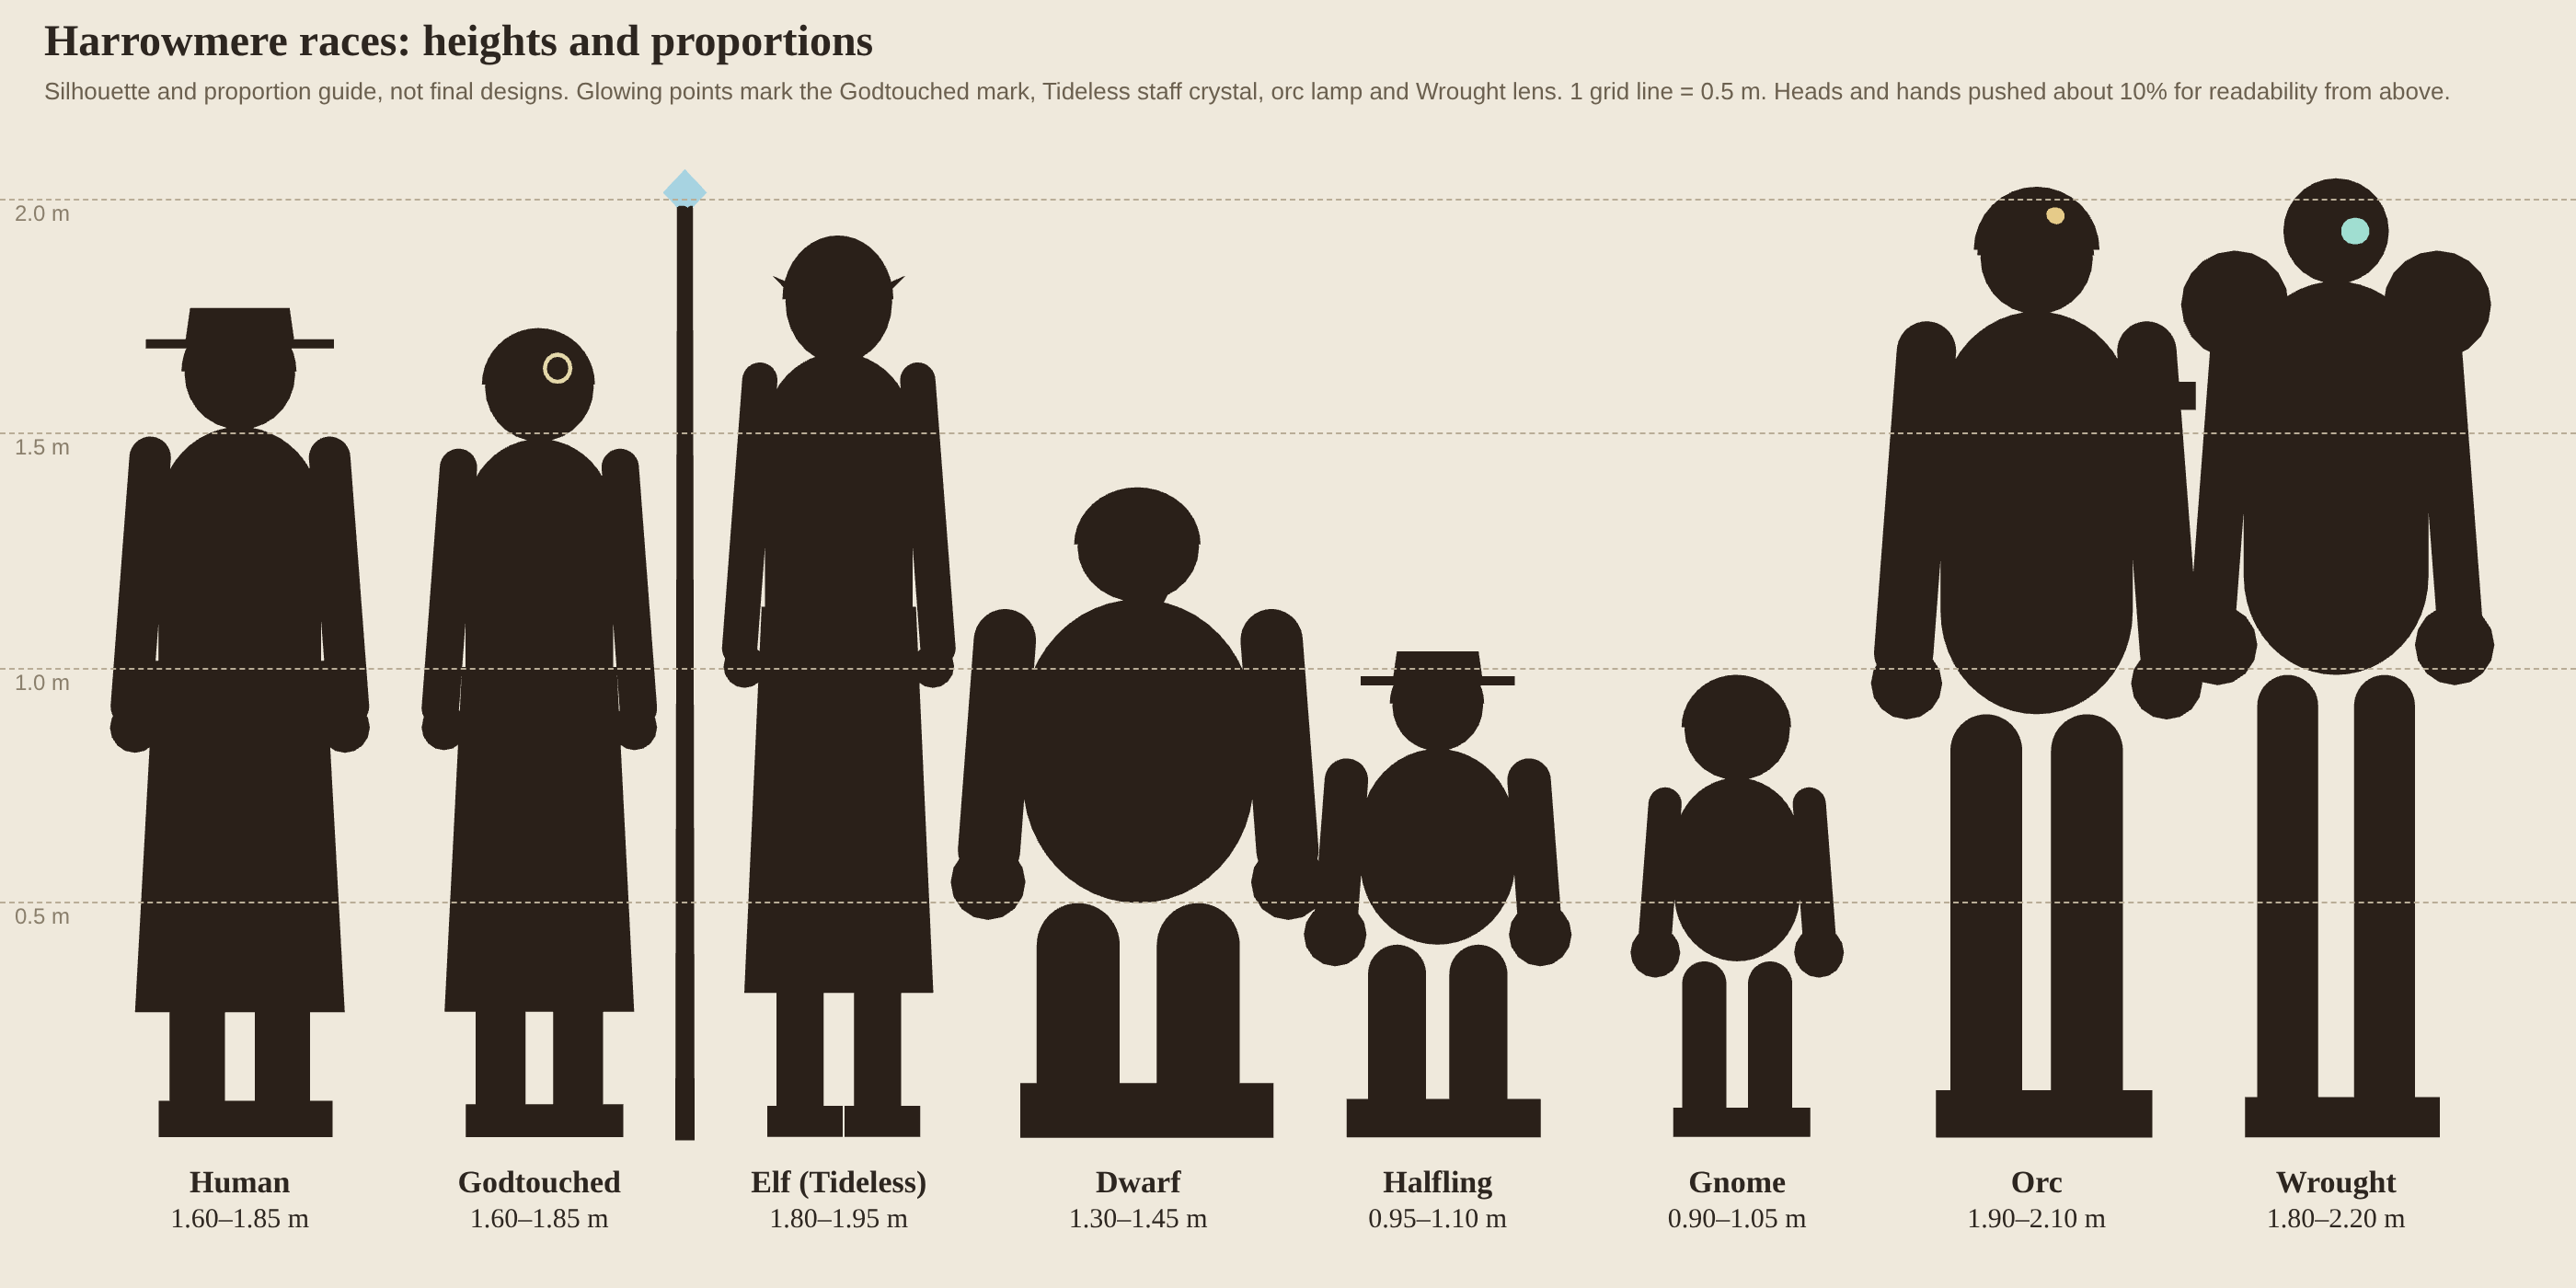 Harrowmere races: heights and proportions
Silhouette and proportion guide, not final designs. Glowing points mark the Godtouched mark, Tideless staff crystal, orc lamp and Wrought lens. 1 grid line = 0.5 m. Heads and hands pushed about 10% for readability from above.
2.0 m
1.5 m
1.0 m
0.5 m
Human Godtouched Elf (Tideless) Dwarf Halfling Gnome Orc Wrought
1.60–1.85 m 1.60–1.85 m 1.80–1.95 m 1.30–1.45 m 0.95–1.10 m 0.90–1.05 m 1.90–2.10 m 1.80–2.20 m